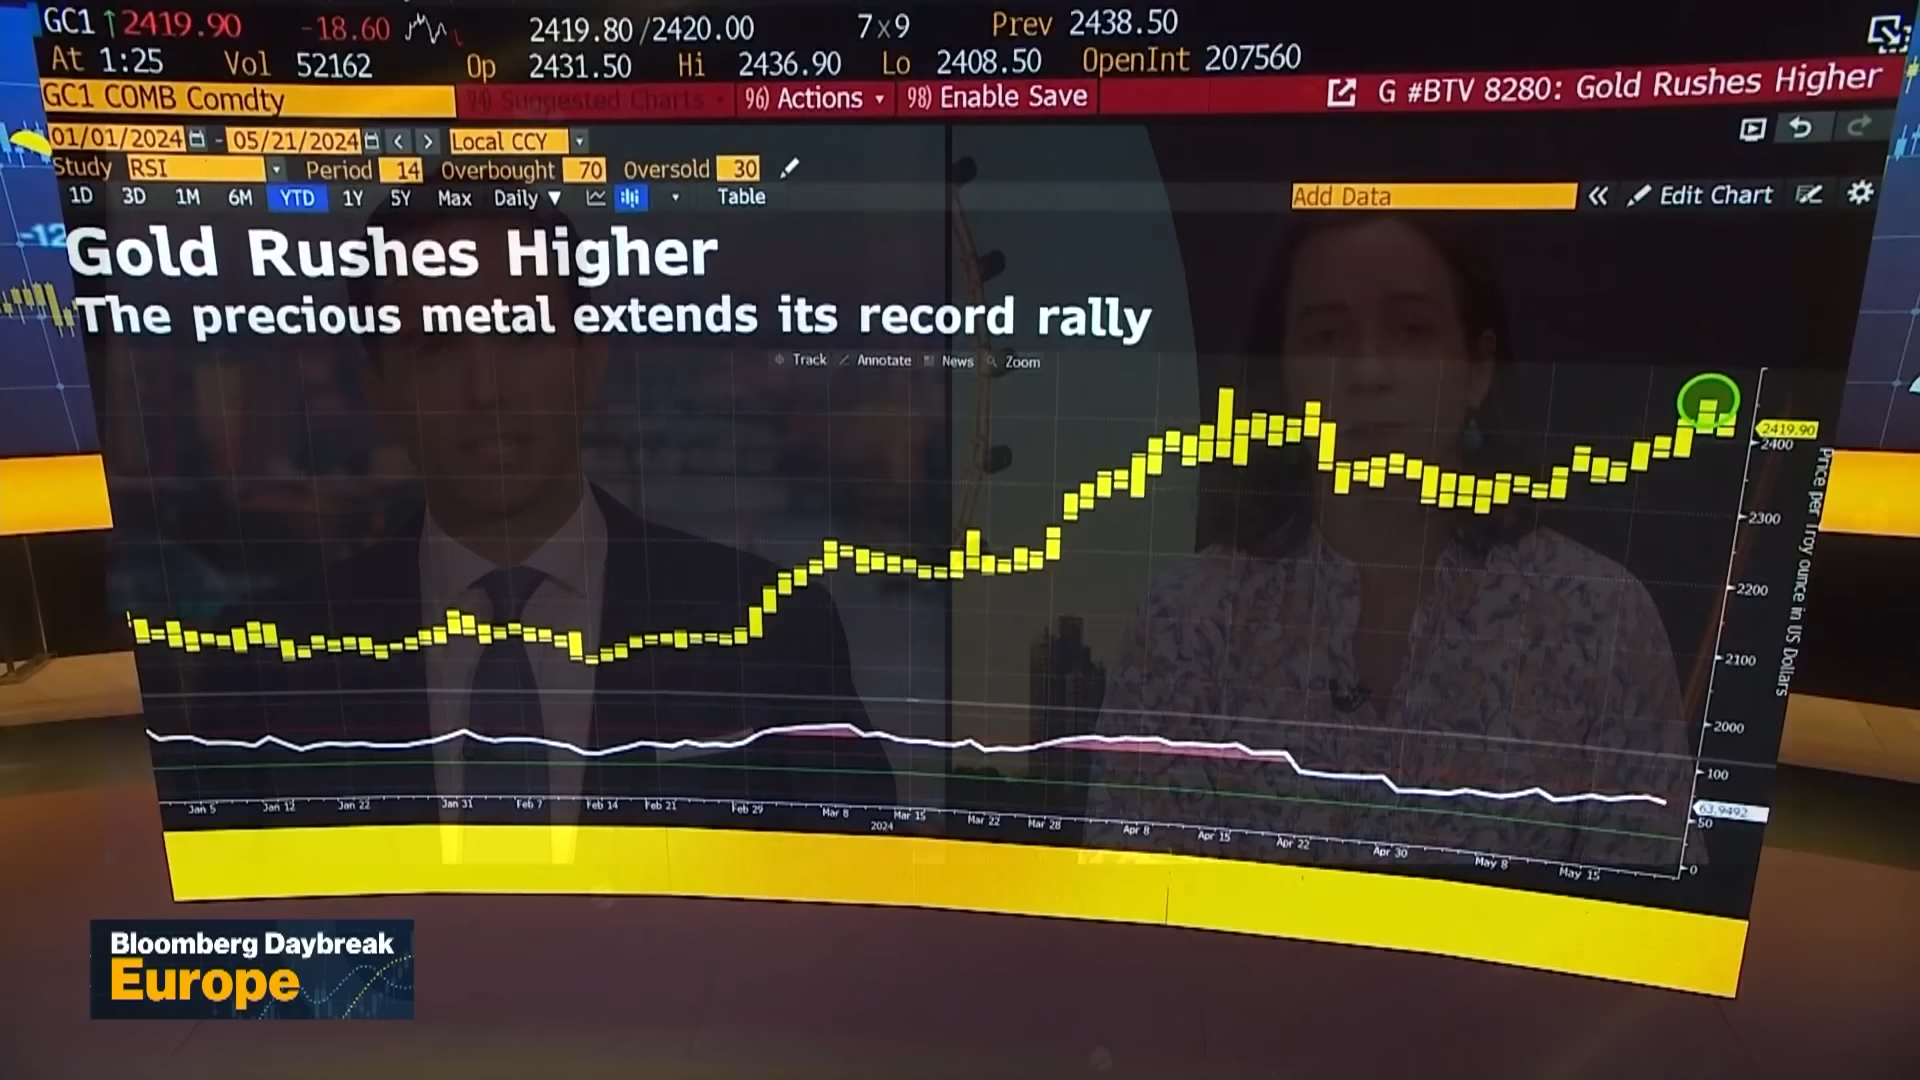 GC1 ↑2419.90 -18.60 2419.80/2420.00 7x9 Prev 2438.50
At 1:25 Vol 52162 Op 2431.50 Hi 2436.90 Lo 2408.50 OpenInt 207560
GC1 COMB Comdty 94) Suggested Charts 96) Actions 98) Enable Save G #BTV 8280: Gold Rushes Higher
01/01/2024 - 05/21/2024 < > Local CCY
Study RSI Period 14 Overbought 70 Oversold 30
1D 3D 1M 6M YTD 1Y 5Y Max Daily ▼ Table Add Data « Edit Chart
-12
Gold Rushes Higher
The precious metal extends its record rally
Track Annotate News Zoom
2419.90
2400
2300
2200
2100
2000
Price per Troy ounce in US Dollars
100
63.9492
50
0
Jan 5 Jan 12 Jan 22 Jan 31 Feb 7 Feb 14 Feb 21 Feb 29 Mar 8 Mar 15 Mar 22 Mar 28 Apr 8 Apr 15 Apr 22 Apr 30 May 8 May 15
2024
Bloomberg Daybreak
Europe